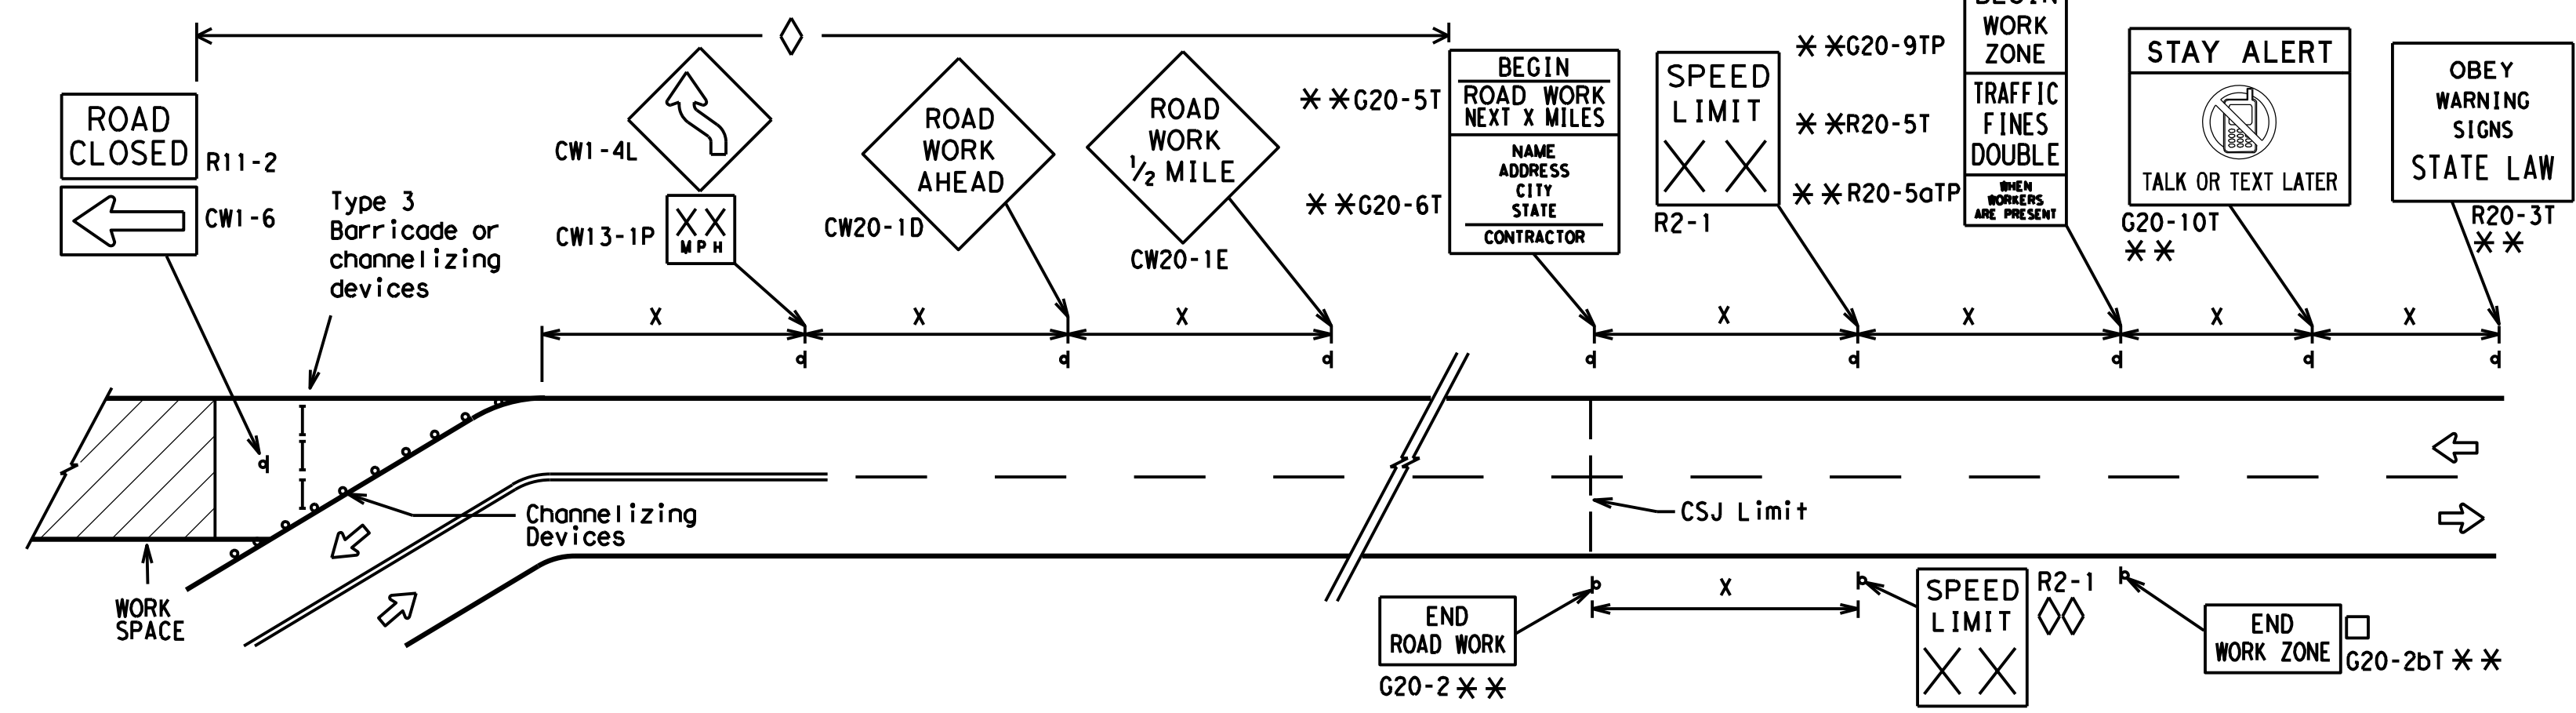 ROAD
CLOSED
R11-2
CW1-6
Type 3
Barricade or
channelizing
devices
CW1-4L
XX
MPH
CW13-1P
ROAD
WORK
AHEAD
CW20-1D
ROAD
WORK
1/2 MILE
CW20-1E
**G20-5T
**G20-6T
BEGIN
ROAD WORK
NEXT X MILES
NAME
ADDRESS
CITY
STATE
CONTRACTOR
SPEED
LIMIT
XX
R2-1
**G20-9TP
**R20-5T
**R20-5aTP
BEGIN
WORK
ZONE
TRAFFIC
FINES
DOUBLE
WHEN
WORKERS
ARE PRESENT
STAY ALERT
TALK OR TEXT LATER
G20-10T
**
OBEY
WARNING
SIGNS
STATE LAW
R20-3T
**
X
X
X
X
X
X
X
Channelizing
Devices
CSJ Limit
WORK
SPACE
END
ROAD WORK
G20-2 **
X
SPEED
LIMIT
XX
R2-1
END
WORK ZONE
G20-2bT **